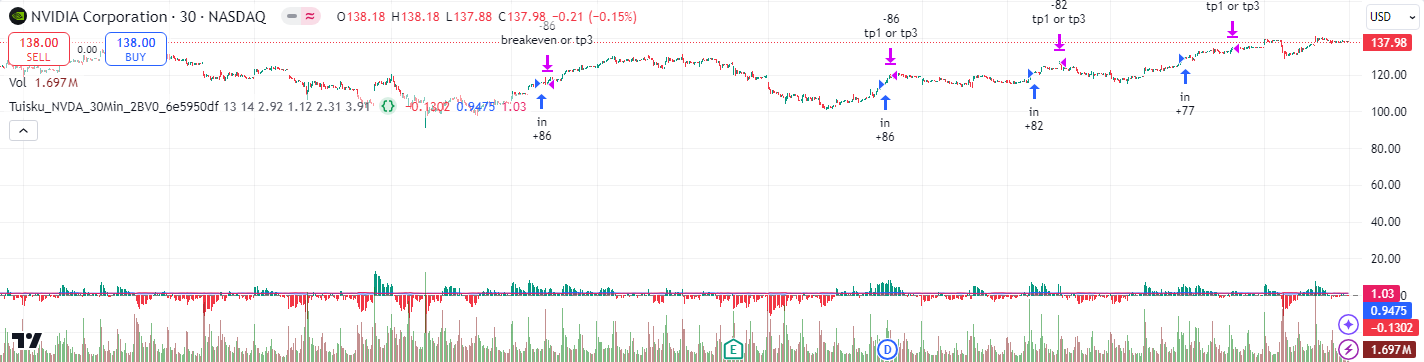 NVIDIA Corporation · 30 · NASDAQ
O138.18 H138.18 L137.88 C137.98 −0.21 (−0.15%)
138.00
SELL
0.00
138.00
BUY
Vol 1.697M
Tuisku_NVDA_30Min_2BV0_6e5950df 13 14 2.92 1.12 2.31 3.91
−0.1302 0.9475 1.03
-86
breakeven or tp3
in
+86
-86
tp1 or tp3
in
+86
-82
tp1 or tp3
in
+82
tp1 or tp3
in
+77
USD
137.98
120.00
100.00
80.00
60.00
40.00
20.00
1.03
0
0.9475
−0.1302
1.697M
E
D